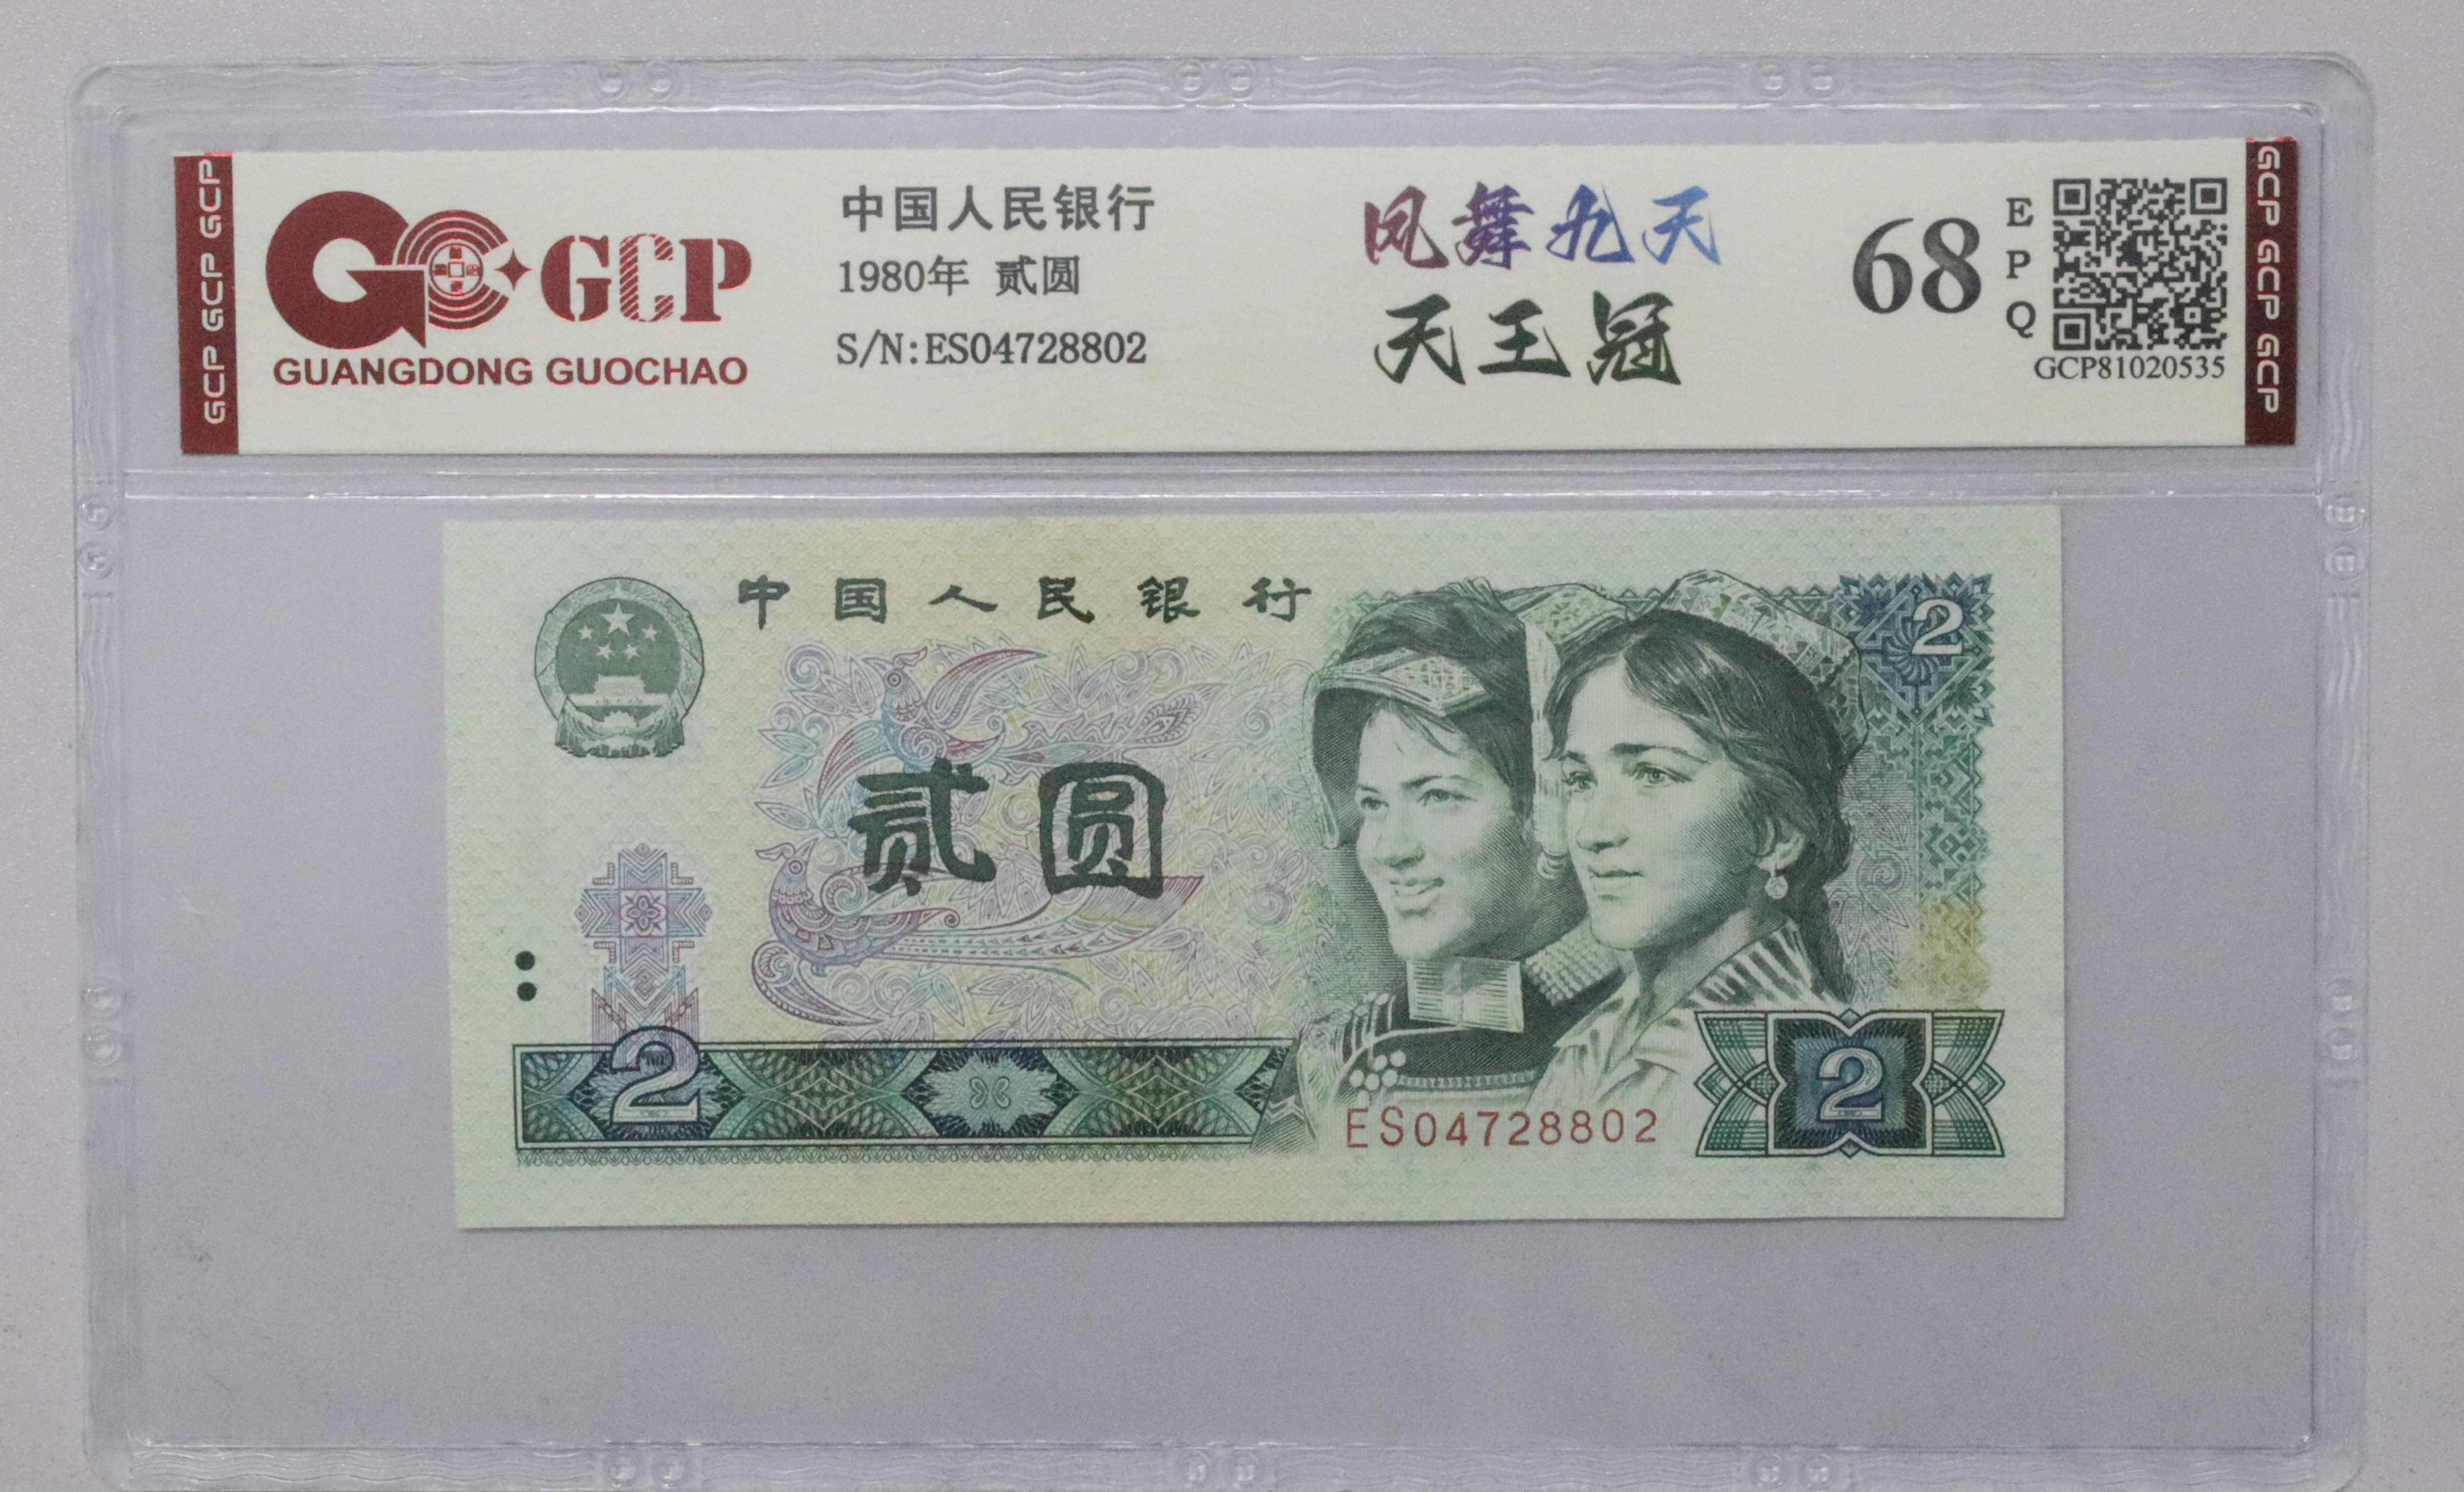 GCP GCP GCP
GCP
GUANGDONG GUOCHAO
中国人民银行
1980年 贰圆
S/N:ES04728802
凤舞九天
天王冠
68
EPQ
GCP81020535
GCP GCP GCP
中国人民银行
2
贰圆
2
ES04728802
2